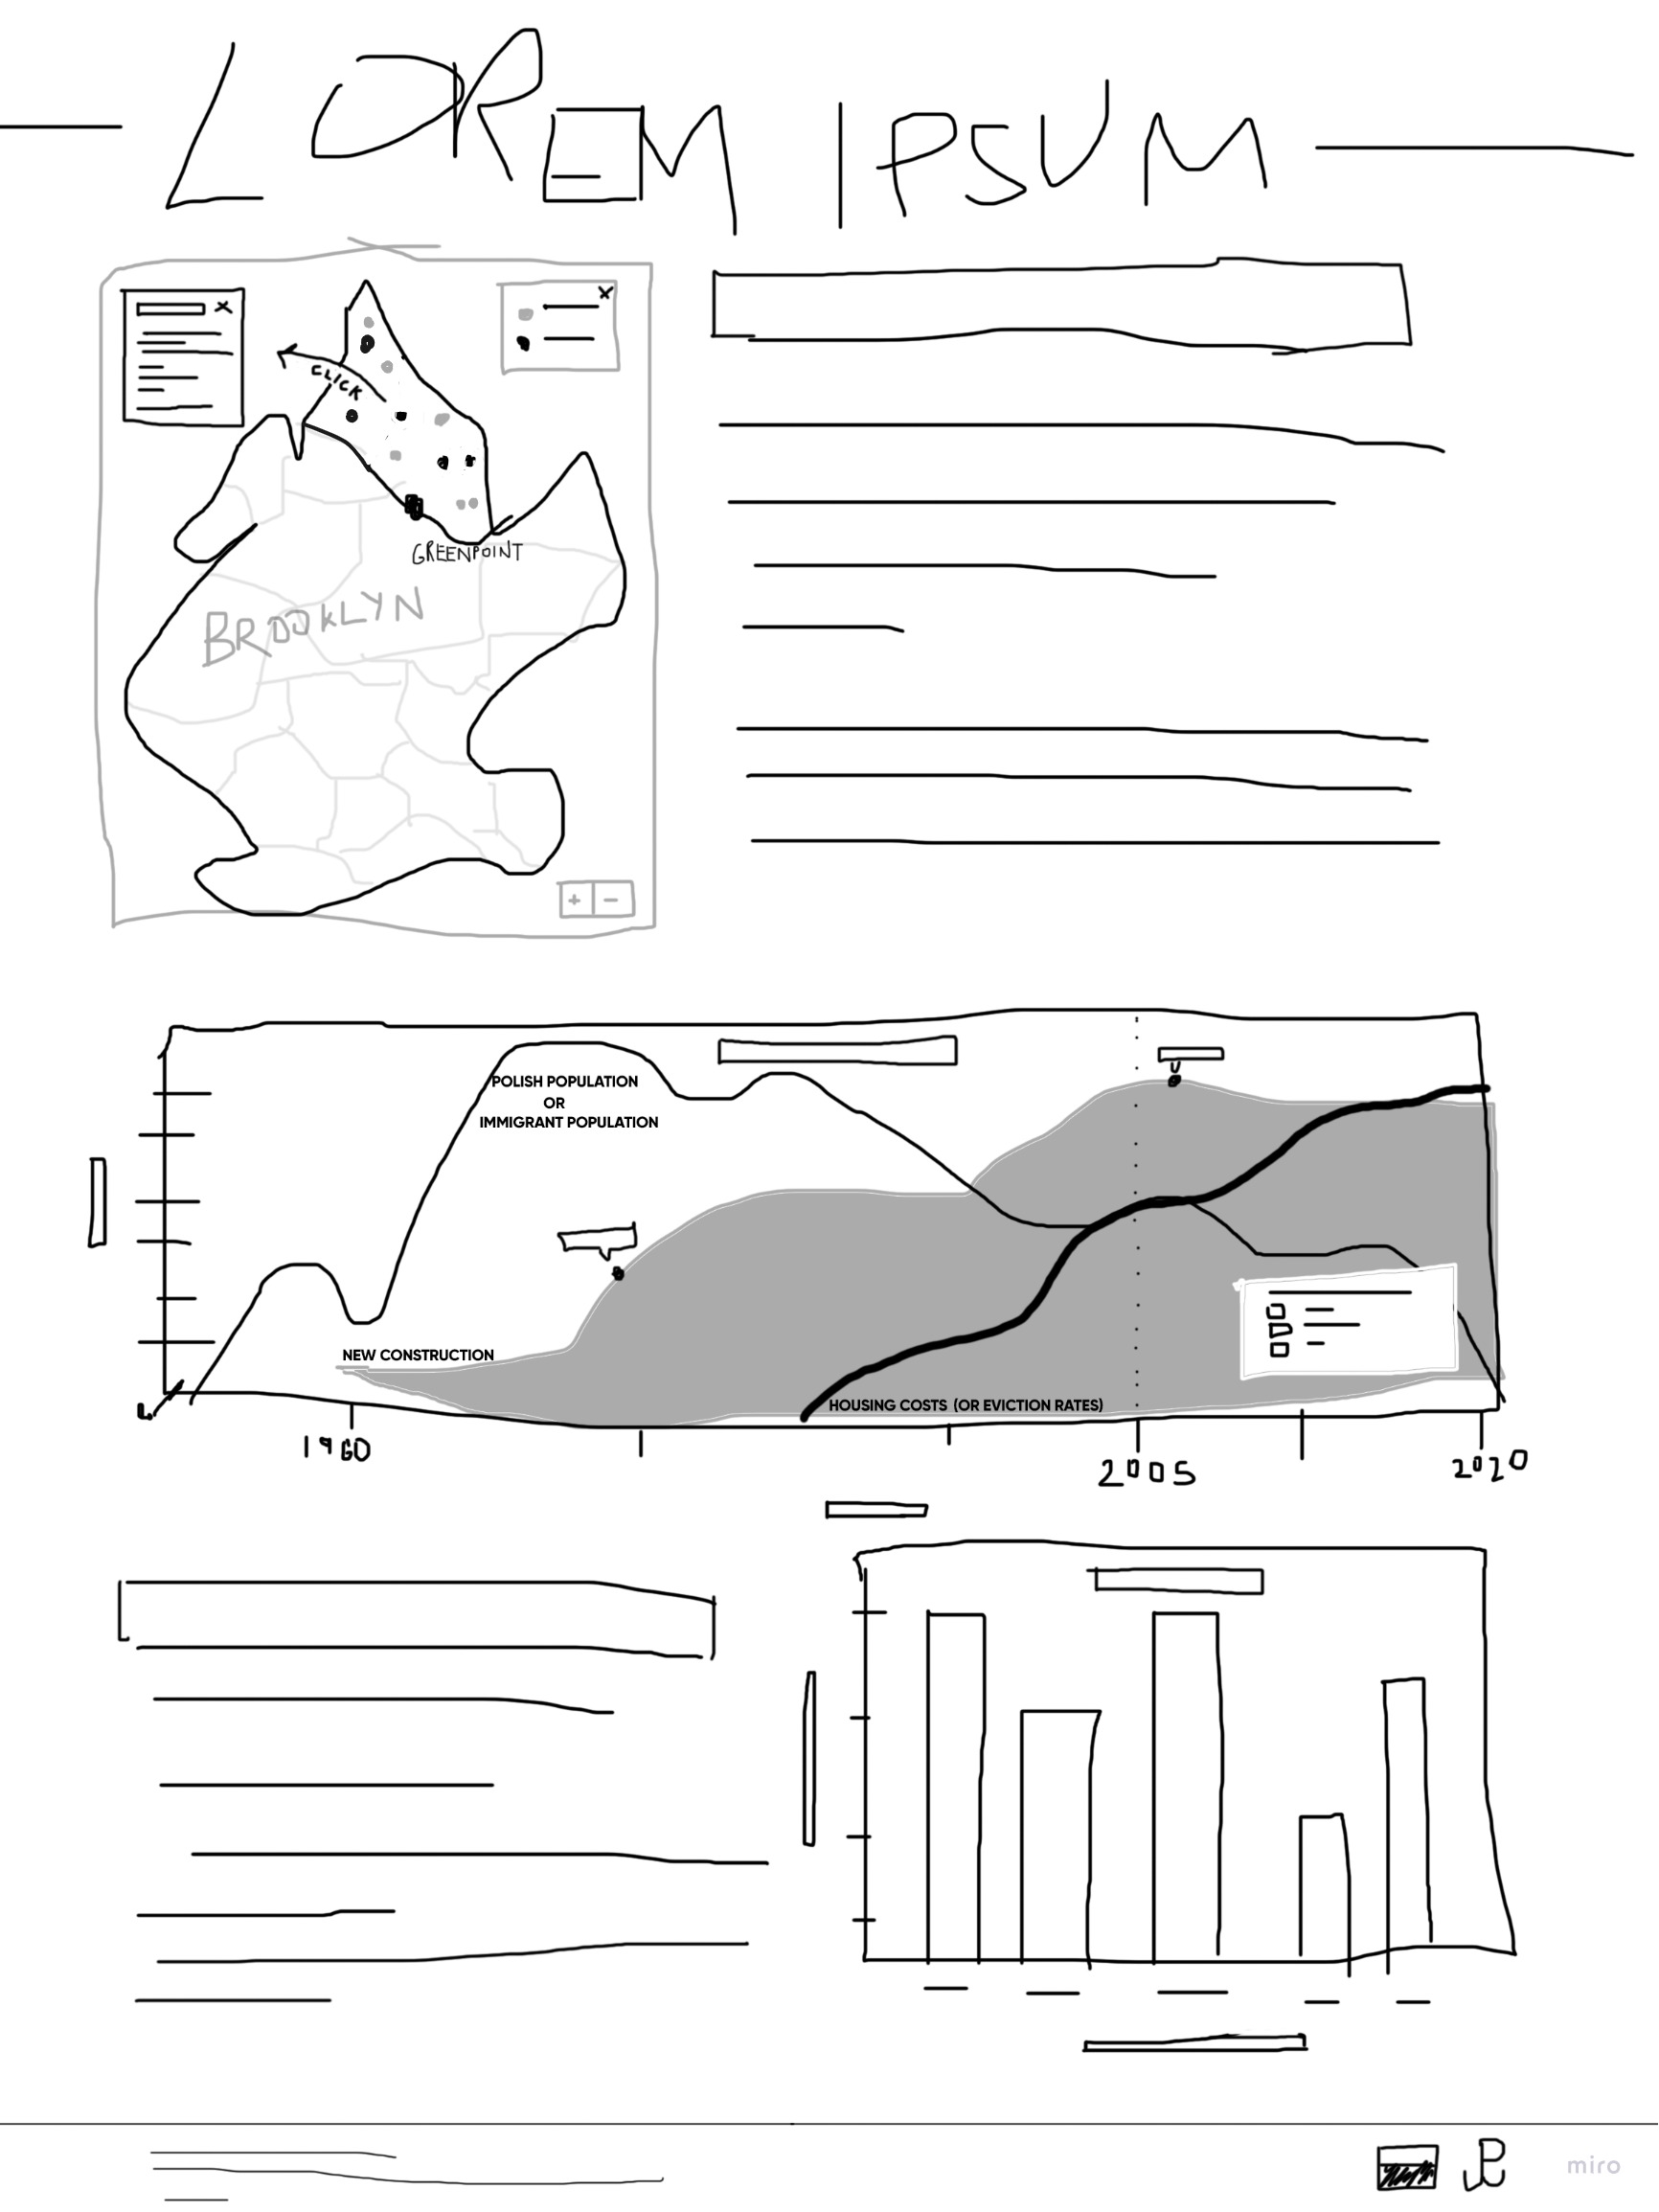 LOREM IPSUM
X
X
CLICK
GREENPOINT
BROOKLYN
+ −
POLISH POPULATION
OR
IMMIGRANT POPULATION
NEW CONSTRUCTION
HOUSING COSTS (OR EVICTION RATES)
1960
2005
2020
miro